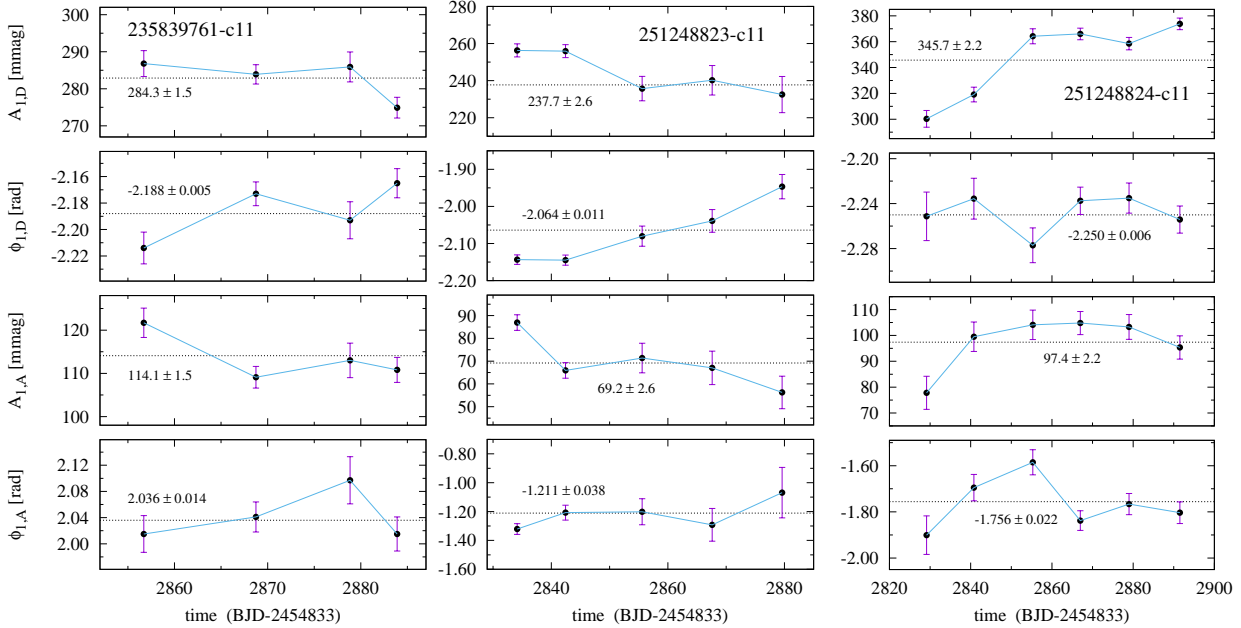 235839761-c11
A1,D [mmag]
300
290
280
270
284.3 ± 1.5
251248823-c11
260
240
220
237.7 ± 2.6
251248824-c11
380
360
340
320
300
345.7 ± 2.2
ϕ1,D [rad]
-2.16
-2.18
-2.20
-2.22
-2.188 ± 0.005
-1.90
-2.00
-2.10
-2.20
-2.064 ± 0.011
-2.20
-2.24
-2.28
-2.250 ± 0.006
A1,A [mmag]
120
110
100
114.1 ± 1.5
90
80
70
60
50
69.2 ± 2.6
110
100
90
80
70
97.4 ± 2.2
ϕ1,A [rad]
2.12
2.08
2.04
2.00
2.036 ± 0.014
-0.80
-1.00
-1.20
-1.40
-1.60
-1.211 ± 0.038
-1.60
-1.80
-2.00
-1.756 ± 0.022
2860 2870 2880
2840 2860 2880
2820 2840 2860 2880 2900
time (BJD-2454833)
time (BJD-2454833)
time (BJD-2454833)